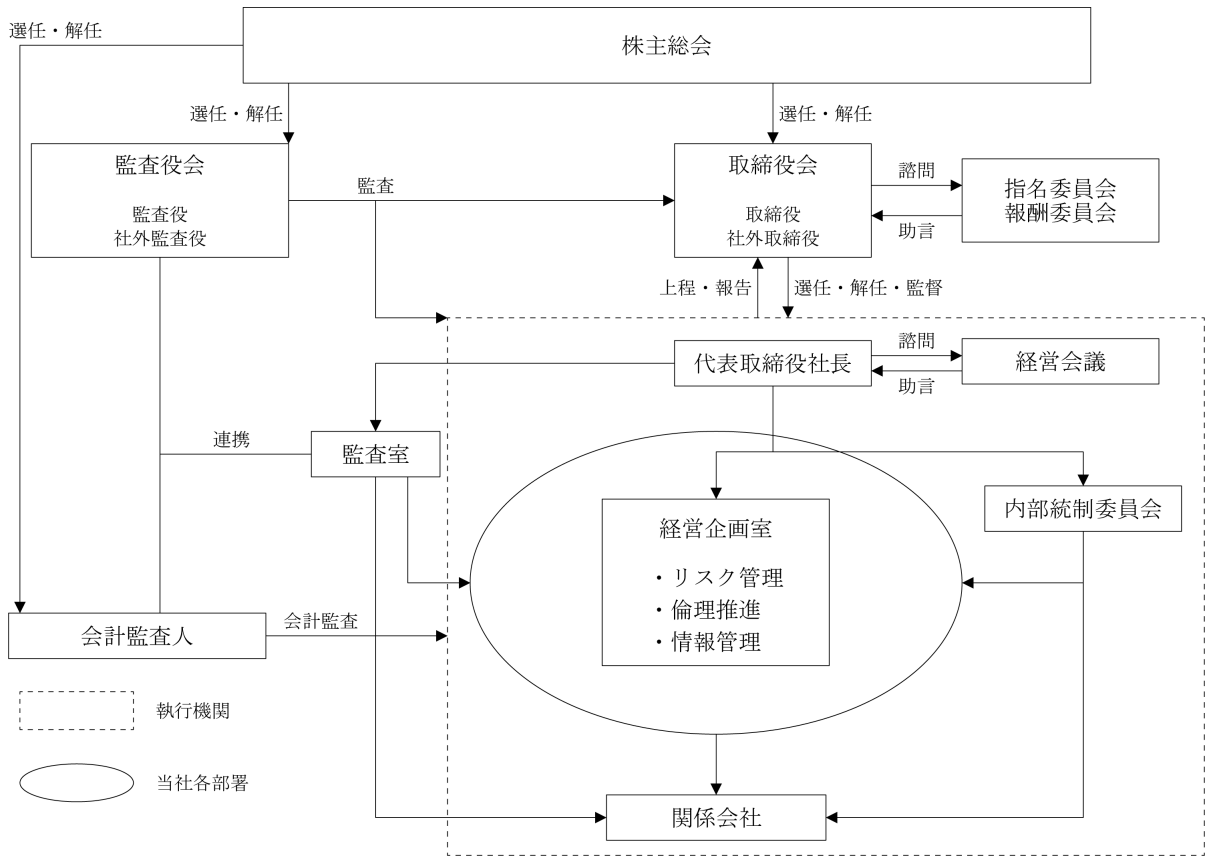 選任・解任
株主総会
選任・解任
選任・解任
監査役会
監査役
社外監査役
監査
取締役会
取締役
社外取締役
諮問
助言
指名委員会
報酬委員会
上程・報告
選任・解任・監督
代表取締役社長
諮問
助言
経営会議
連携
監査室
経営企画室
・リスク管理
・倫理推進
・情報管理
内部統制委員会
会計監査人
会計監査
執行機関
当社各部署
関係会社